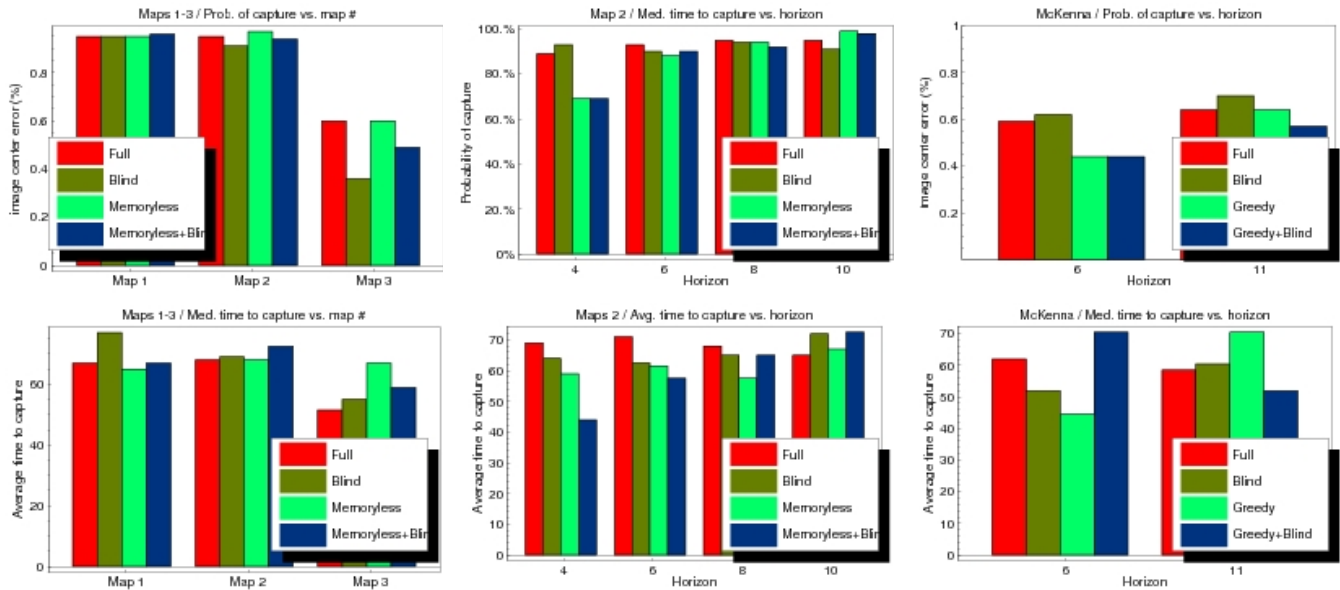 Maps 1-3 / Prob. of capture vs. map #
image center error (%)
0.8
0.6
0.4
0.2
0
Full
Blind
Memoryless
Memoryless+Blin
Map 1
Map 2
Map 3
Map 2 / Med. time to capture vs. horizon
Probability of capture
100.%
80.%
60.%
40.%
20.%
0%
Full
Blind
Memoryless
Memoryless+Blind
4
6
8
10
Horizon
McKenna / Prob. of capture vs. horizon
image center error (%)
1
0.8
0.6
0.4
0.2
Full
Blind
Greedy
Greedy+Blind
6
11
Horizon
Maps 1-3 / Med. time to capture vs. map #
Average time to capture
60
40
20
0
Full
Blind
Memoryless
Memoryless+Blin
Map 1
Map 2
Map 3
Maps 2 / Avg. time to capture vs. horizon
Average time to capture
70
60
50
40
30
20
10
0
Full
Blind
Memoryless
Memoryless+Blin
4
6
8
10
Horizon
McKenna / Med. time to capture vs. horizon
Average time to capture
70
60
50
40
30
20
10
0
Full
Blind
Greedy
Greedy+Blind
6
11
Horizon